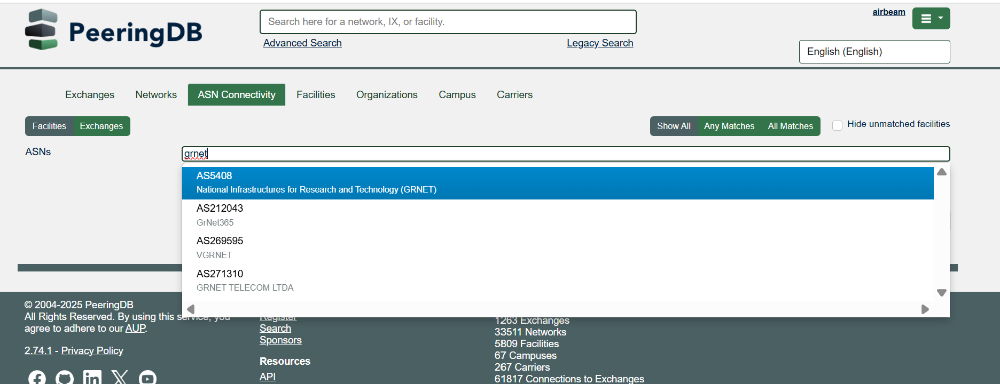 PeeringDB
Search here for a network, IX, or facility.
Advanced Search
Legacy Search
airbeam
English (English)
Exchanges
Networks
ASN Connectivity
Facilities
Organizations
Campus
Carriers
Facilities
Exchanges
Show All
Any Matches
All Matches
Hide unmatched facilities
ASNs
grnet
AS5408
National Infrastructures for Research and Technology (GRNET)
AS212043
GrNet365
AS269595
VGRNET
AS271310
GRNET TELECOM LTDA
© 2004-2025 PeeringDB
All Rights Reserved. By using this service, you
agree to adhere to our AUP.
2.74.1 - Privacy Policy
Register
Search
Sponsors
Resources
API
1263 Exchanges
33511 Networks
5809 Facilities
67 Campuses
267 Carriers
61817 Connections to Exchanges